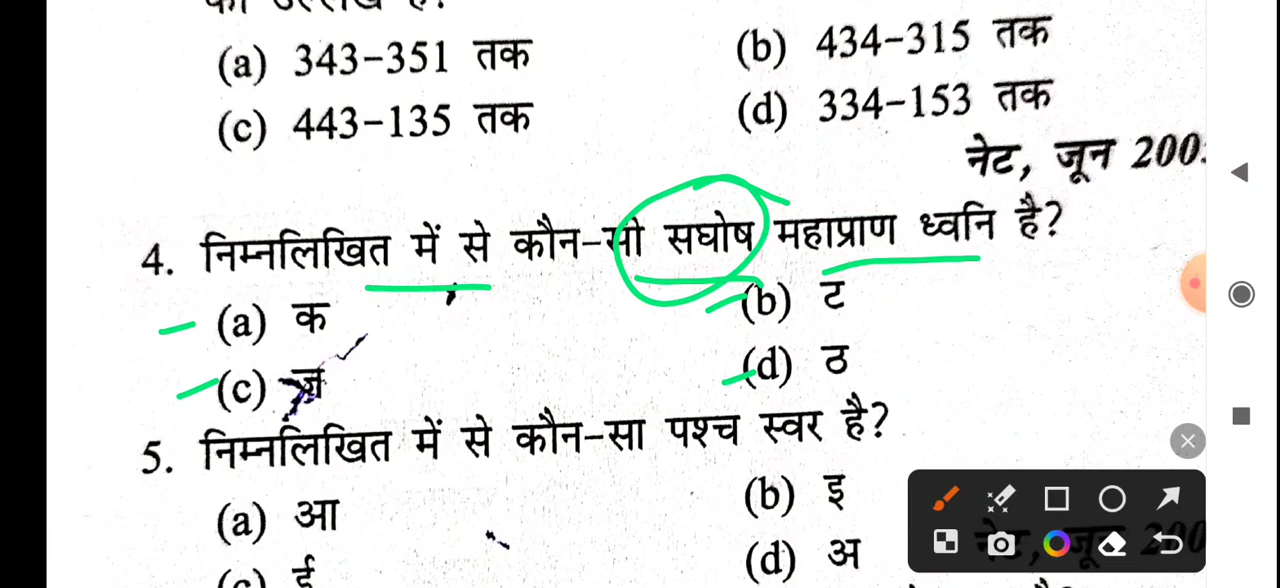 (a) 343-351 तक (b) 434-315 तक
(c) 443-135 तक (d) 334-153 तक
नेट, जून 200
4. निम्नलिखित में से कौन-सी सघोष महाप्राण ध्वनि है?
(a) क (b) ट
(c) (d) ठ
5. निम्नलिखित में से कौन-सा पश्च स्वर है?
(a) आ (b) इ
(c) ई (d) अ